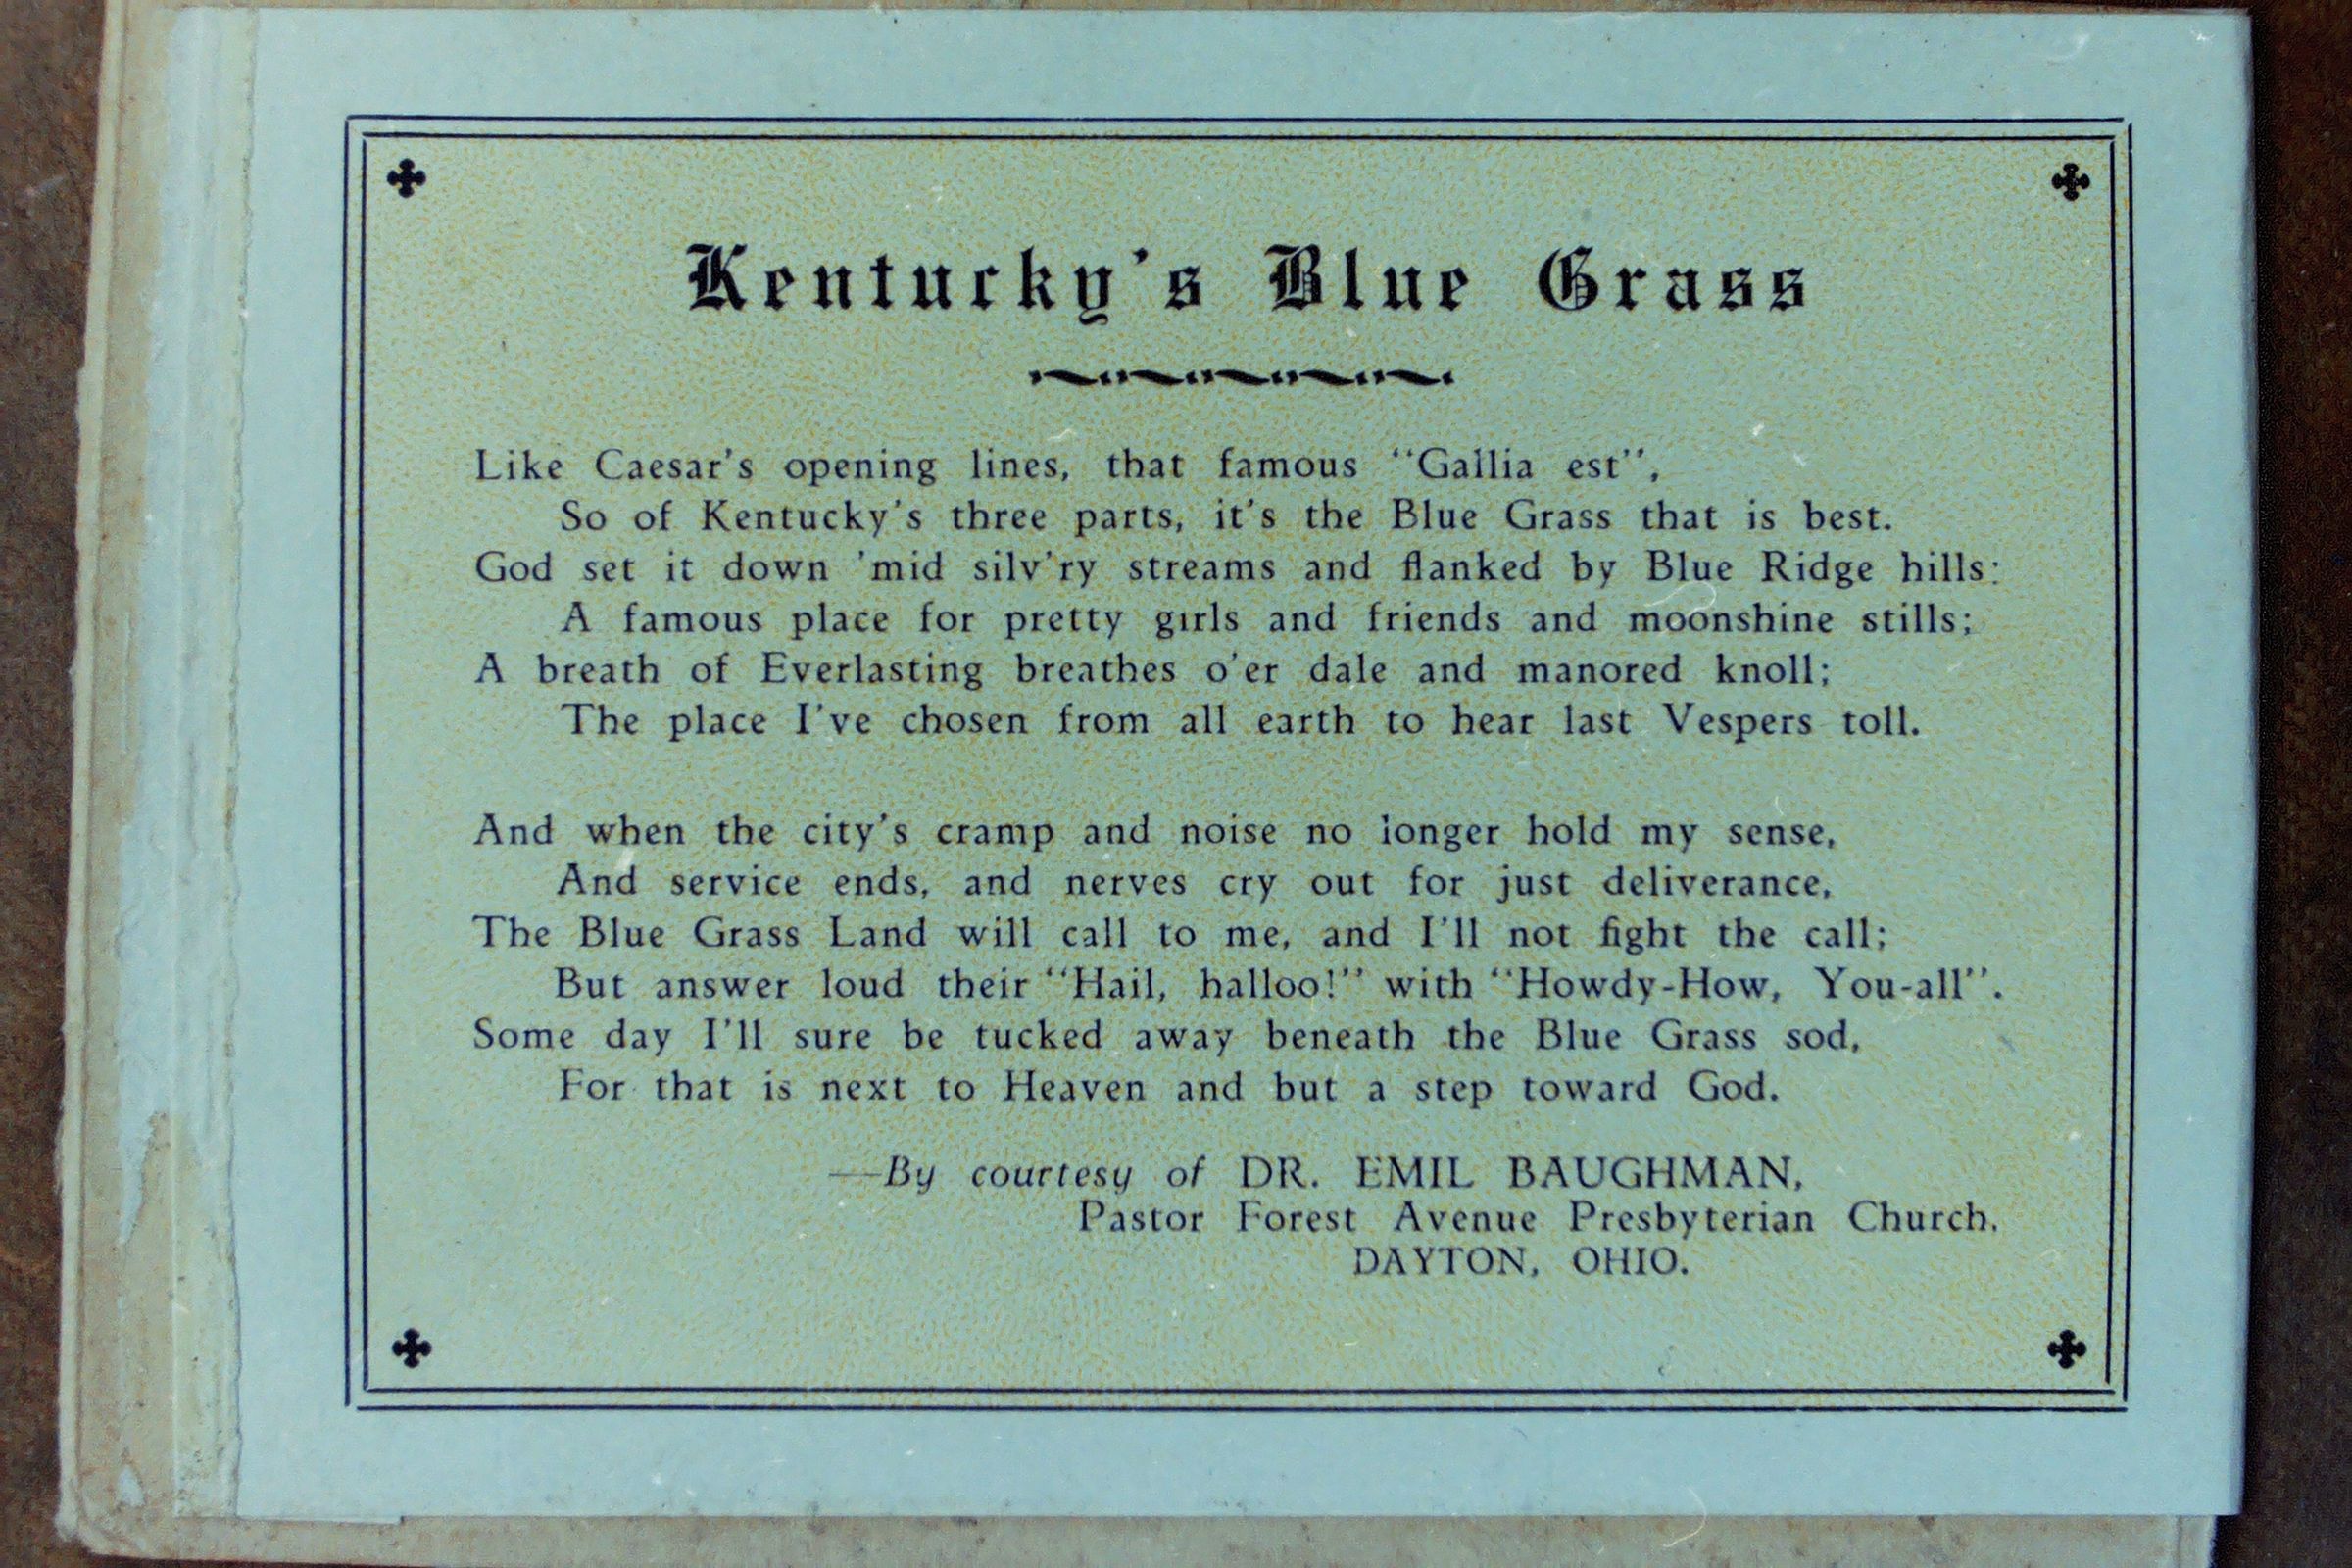 Kentucky's Blue Grass
Like Caesar's opening lines, that famous "Gallia est",
So of Kentucky's three parts, it's the Blue Grass that is best.
God set it down 'mid silv'ry streams and flanked by Blue Ridge hills:
A famous place for pretty girls and friends and moonshine stills;
A breath of Everlasting breathes o'er dale and manored knoll;
The place I've chosen from all earth to hear last Vespers toll.
And when the city's cramp and noise no longer hold my sense,
And service ends, and nerves cry out for just deliverance,
The Blue Grass Land will call to me, and I'll not fight the call;
But answer loud their "Hail, halloo!" with "Howdy-How, You-all".
Some day I'll sure be tucked away beneath the Blue Grass sod,
For that is next to Heaven and but a step toward God.
—By courtesy of DR. EMIL BAUGHMAN,
Pastor Forest Avenue Presbyterian Church,
DAYTON, OHIO.